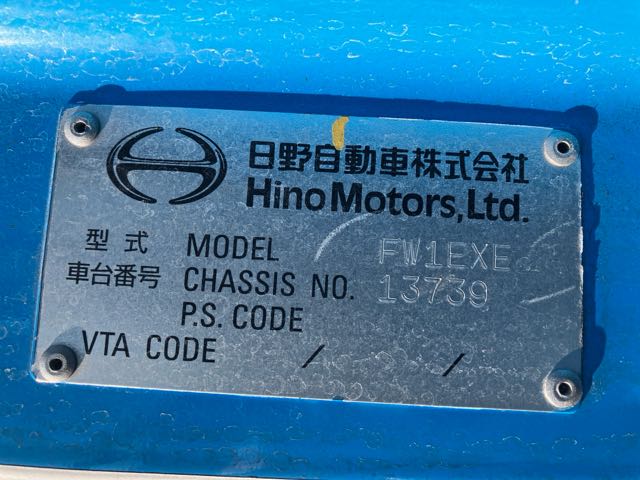 日野自動車株式会社
Hino Motors, Ltd.
型式 MODEL FW1EXE
車台番号 CHASSIS NO. 13739
P.S. CODE
VTA CODE / /